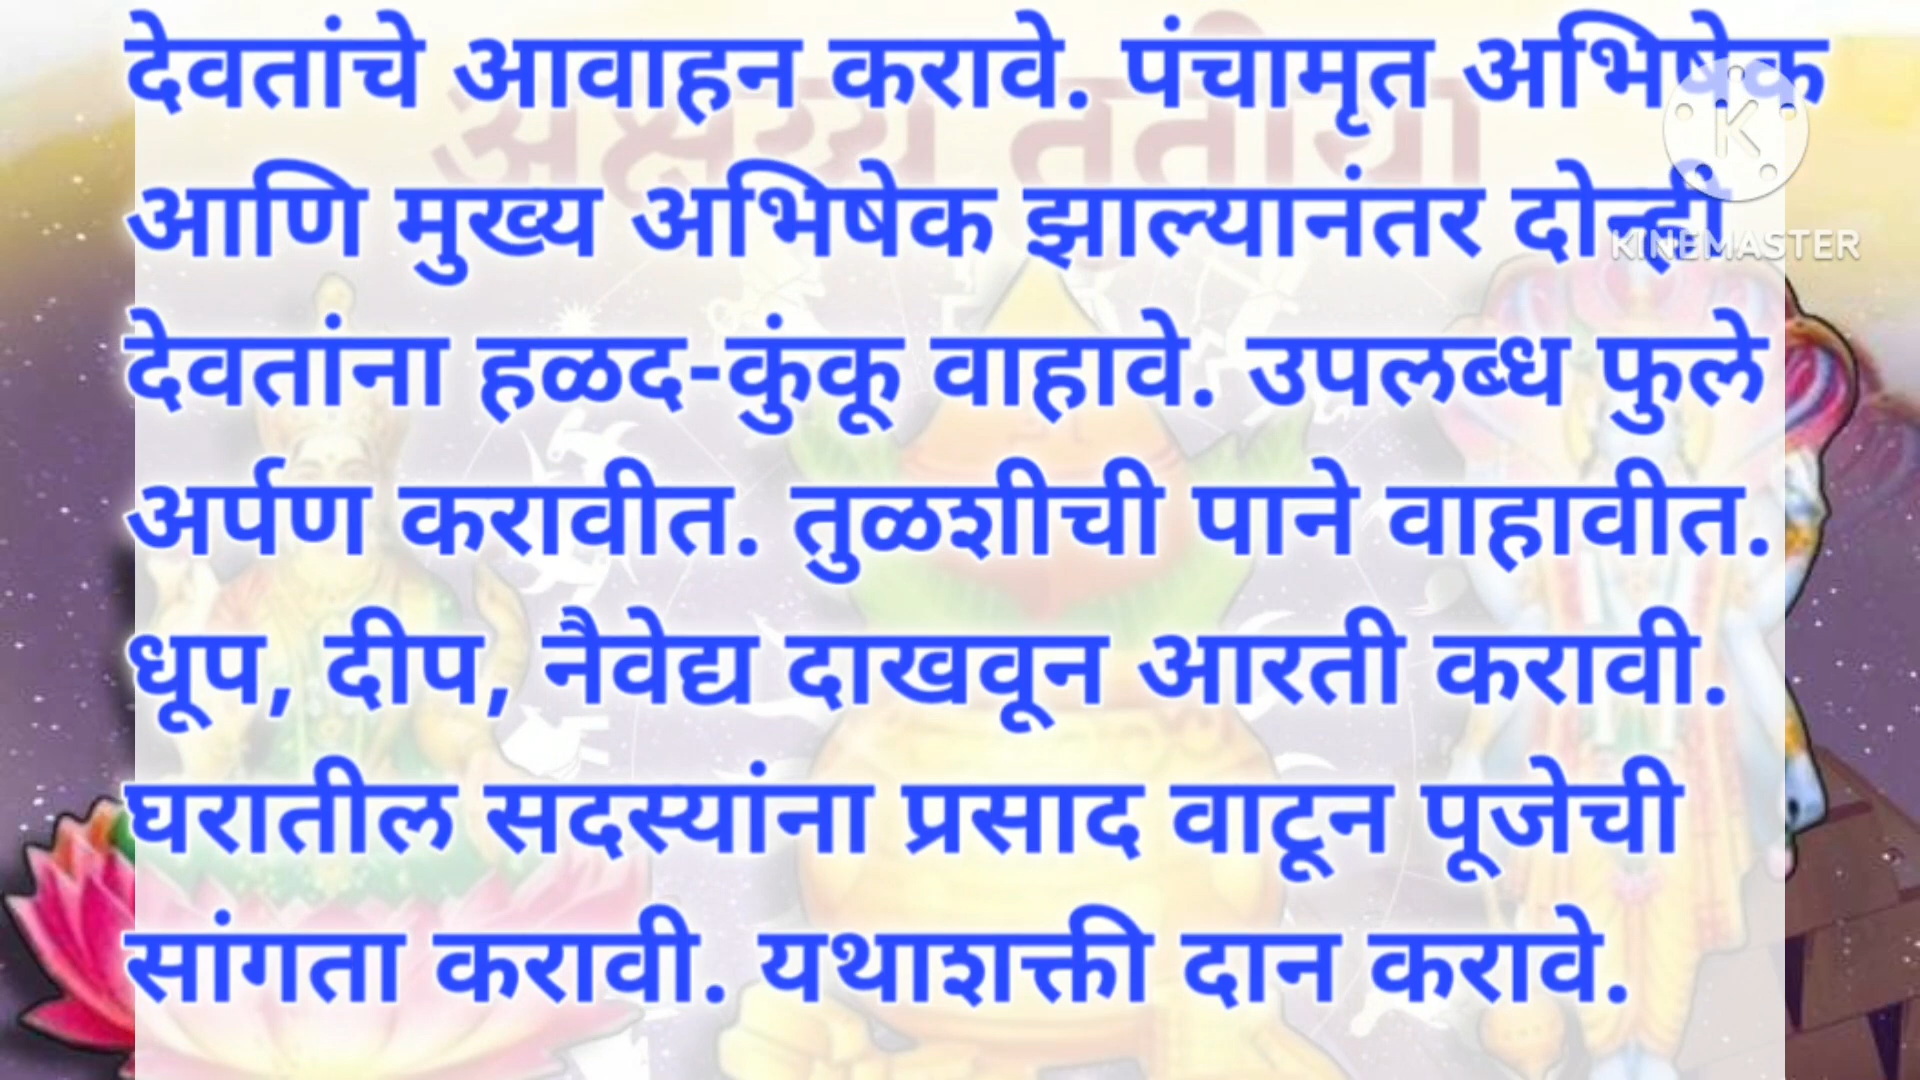 देवतांचे आवाहन करावे. पंचामृत अभिषेक
आणि मुख्य अभिषेक झाल्यानंतर दोन्ही
देवतांना हळद-कुंकू वाहावे. उपलब्ध फुले
अर्पण करावीत. तुळशीची पाने वाहावीत.
धूप, दीप, नैवेद्य दाखवून आरती करावी.
घरातील सदस्यांना प्रसाद वाटून पूजेची
सांगता करावी. यथाशक्ती दान करावे.
K
KINEMASTER